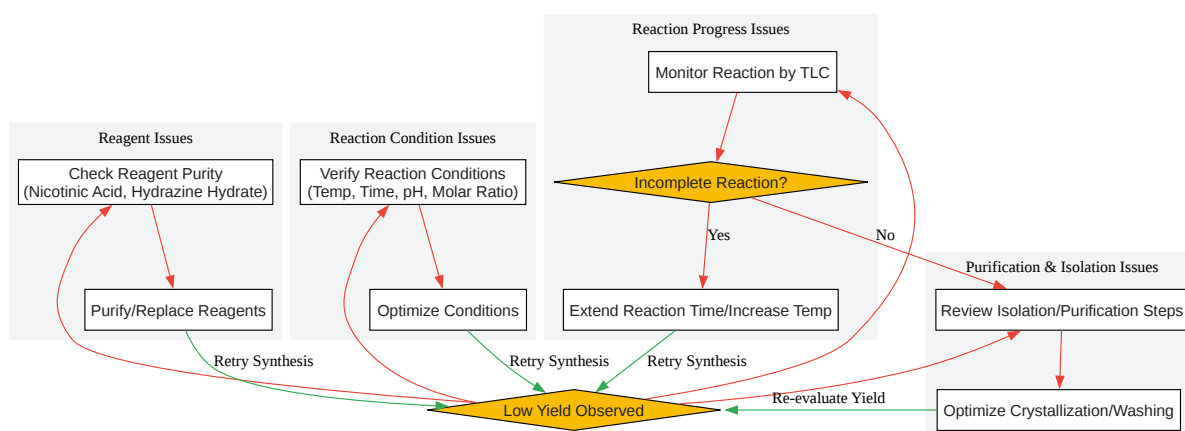 Reaction Progress Issues
Monitor Reaction by TLC
Reagent Issues
Reaction Condition Issues
Check Reagent Purity
(Nicotinic Acid, Hydrazine Hydrate)
Verify Reaction Conditions
(Temp, Time, pH, Molar Ratio)
Incomplete Reaction?
Yes
No
Purification & Isolation Issues
Purify/Replace Reagents
Optimize Conditions
Extend Reaction Time/Increase Temp
Review Isolation/Purification Steps
Retry Synthesis
Retry Synthesis
Retry Synthesis
Re-evaluate Yield
Low Yield Observed
Optimize Crystallization/Washing